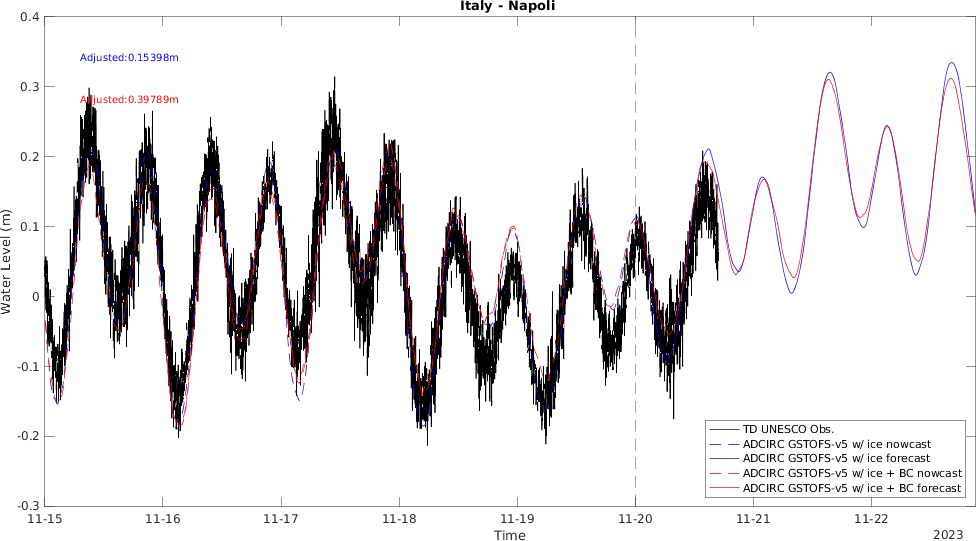 Italy - Napoli
Adjusted:0.15398m
Adjusted:0.39789m
Water Level (m)
0.4
0.3
0.2
0.1
0
-0.1
-0.2
-0.3
TD UNESCO Obs.
ADCIRC GSTOFS-v5 w/ ice nowcast
ADCIRC GSTOFS-v5 w/ ice forecast
ADCIRC GSTOFS-v5 w/ ice + BC nowcast
ADCIRC GSTOFS-v5 w/ ice + BC forecast
11-15 11-16 11-17 11-18 11-19 11-20 11-21 11-22
Time
2023